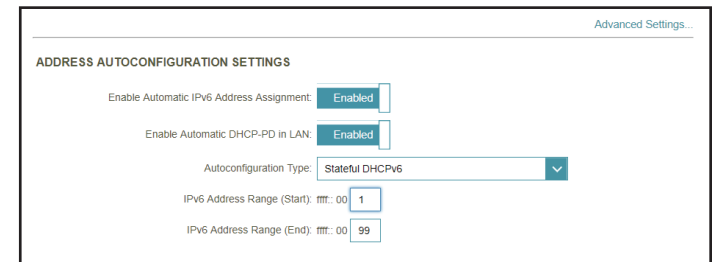 Advanced Settings...
ADDRESS AUTOCONFIGURATION SETTINGS
Enable Automatic IPv6 Address Assignment: Enabled
Enable Automatic DHCP-PD in LAN: Enabled
Autoconfiguration Type: Stateful DHCPv6
IPv6 Address Range (Start): ffff:: 00 1
IPv6 Address Range (End): ffff:: 00 99